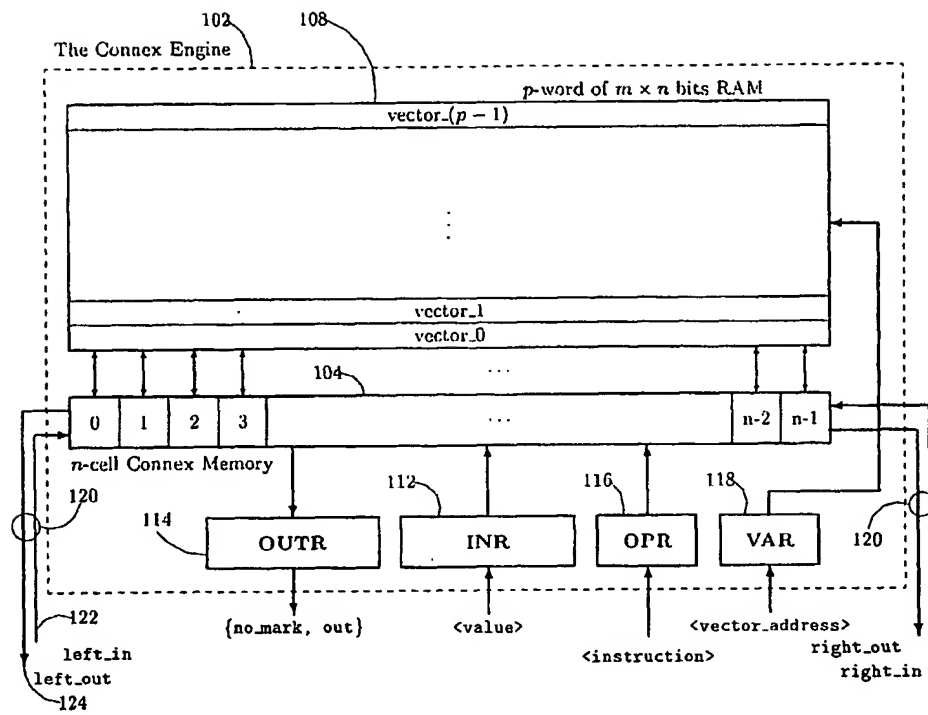 102
108
The Connex Engine
p-word of m × n bits RAM
vector_(p − 1)
vector_1
vector_0
104
0 1 2 3 n-2 n-1
n-cell Connex Memory
120
114
OUTR
112
INR
116
OPR
118
VAR
120
122
{no_mark, out}
<value>
<instruction>
<vector_address>
left_in
left_out
124
right_out
right_in